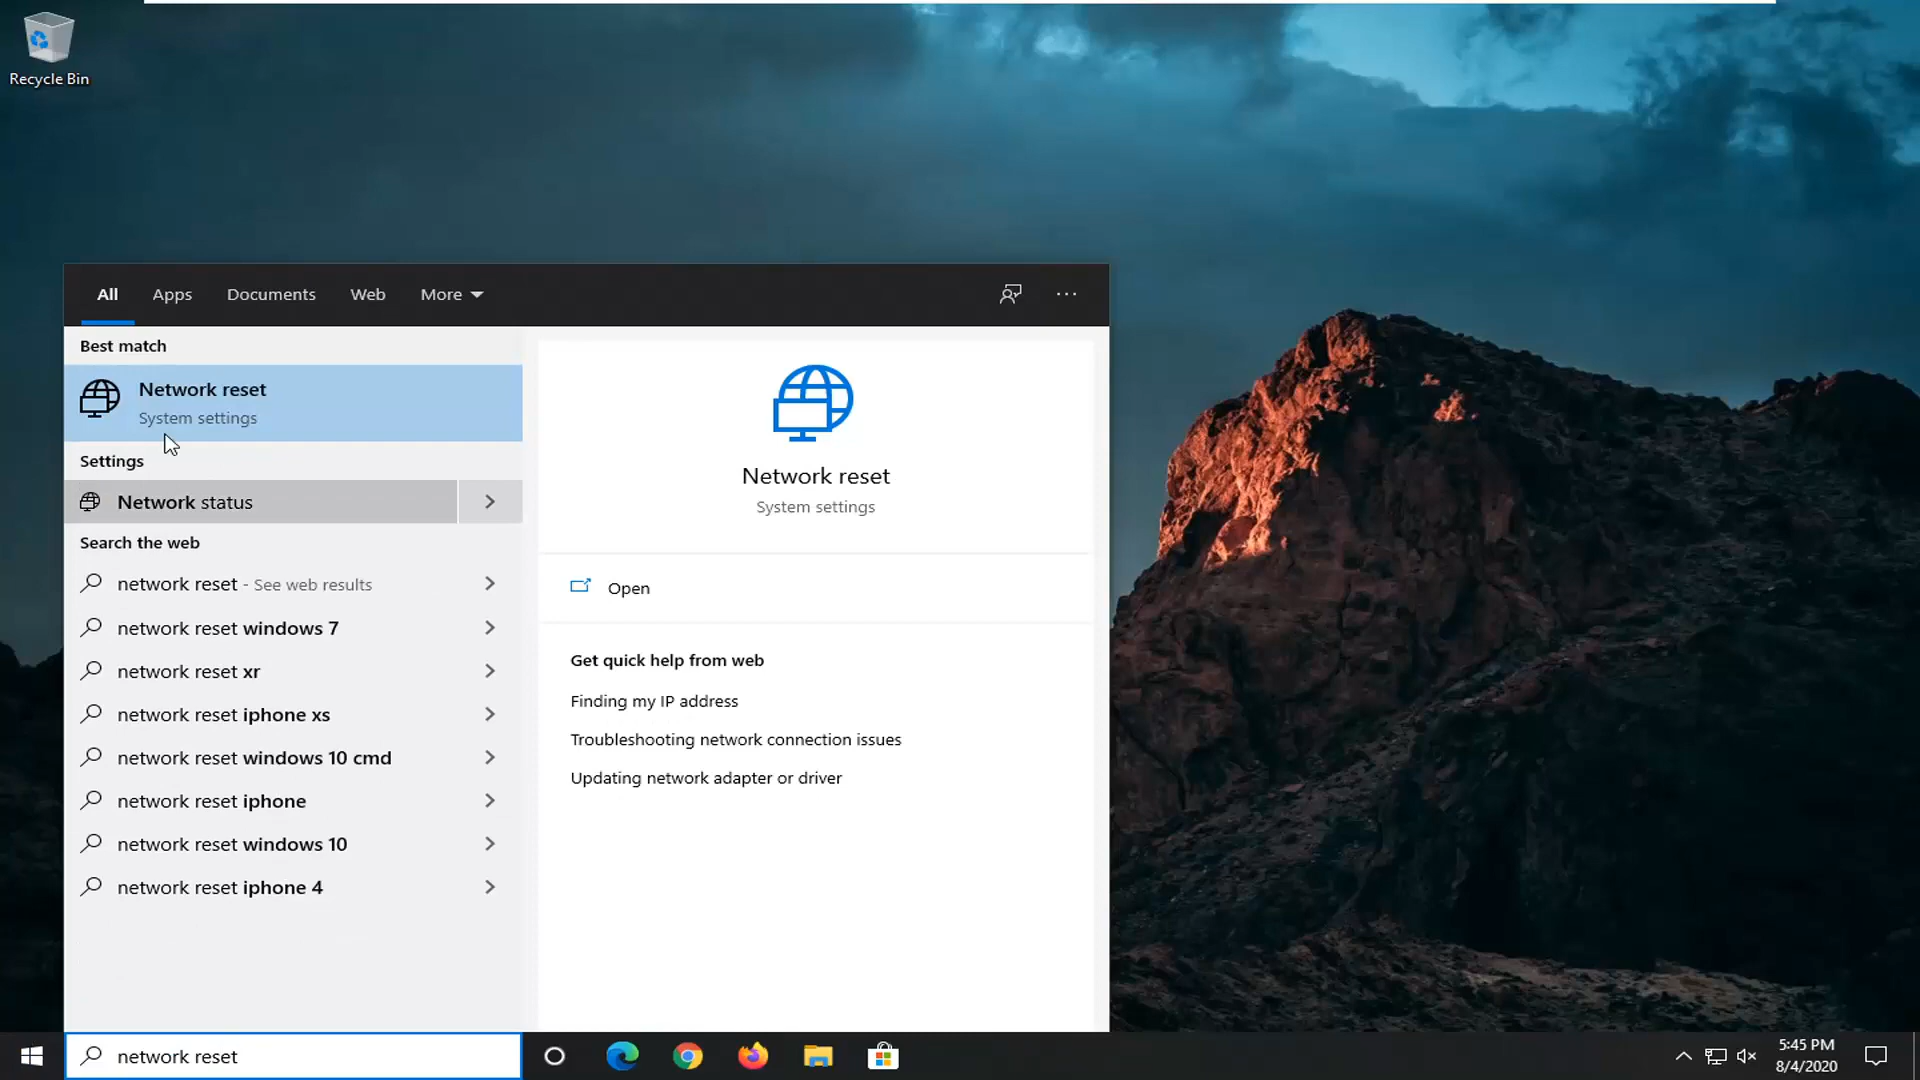 Recycle Bin
All Apps Documents Web More
Best match
Network reset
System settings
Settings
Network status
Search the web
network reset - See web results
network reset windows 7
network reset xr
network reset iphone xs
network reset windows 10 cmd
network reset iphone
network reset windows 10
network reset iphone 4
Network reset
System settings
Open
Get quick help from web
Finding my IP address
Troubleshooting network connection issues
Updating network adapter or driver
network reset
5:45 PM
8/4/2020